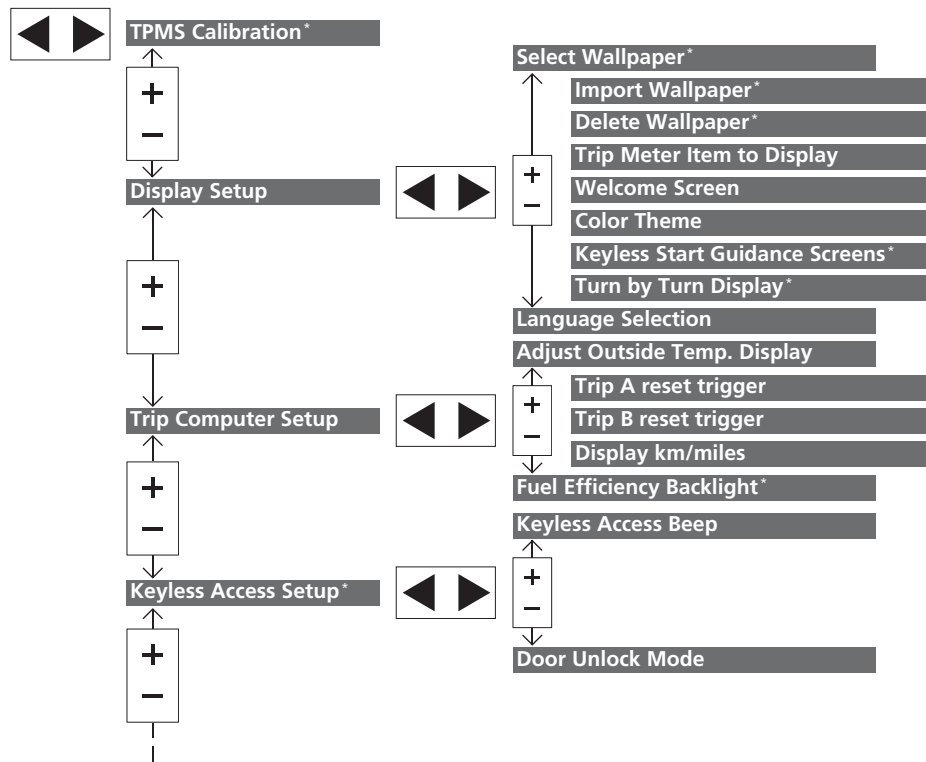 TPMS Calibration*
+
−
Display Setup
+
−
Trip Computer Setup
+
−
Keyless Access Setup*
+
−
Select Wallpaper*
Import Wallpaper*
Delete Wallpaper*
Trip Meter Item to Display
+
−
Welcome Screen
Color Theme
Keyless Start Guidance Screens*
Turn by Turn Display*
Language Selection
Adjust Outside Temp. Display
+
−
Trip A reset trigger
Trip B reset trigger
Display km/miles
Fuel Efficiency Backlight*
Keyless Access Beep
+
−
Door Unlock Mode